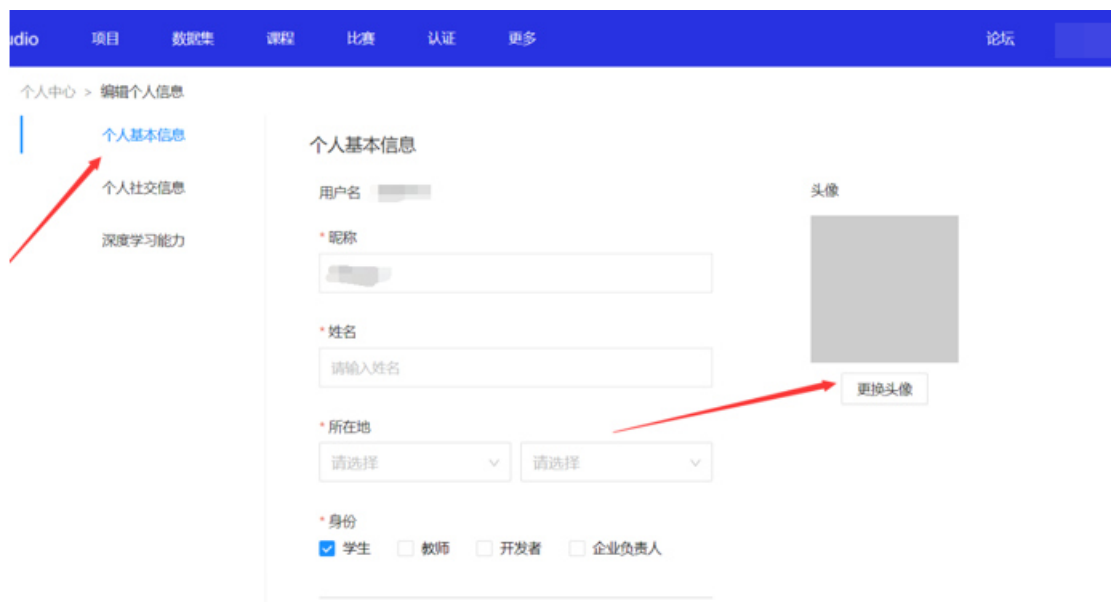 udio 项目 数据集 课程 比赛 认证 更多 论坛
个人中心 > 编辑个人信息
个人基本信息
个人社交信息
深度学习能力
个人基本信息
用户名
* 昵称
* 姓名
请输入姓名
* 所在地
请选择 请选择
* 身份
学生 教师 开发者 企业负责人
头像
更换头像